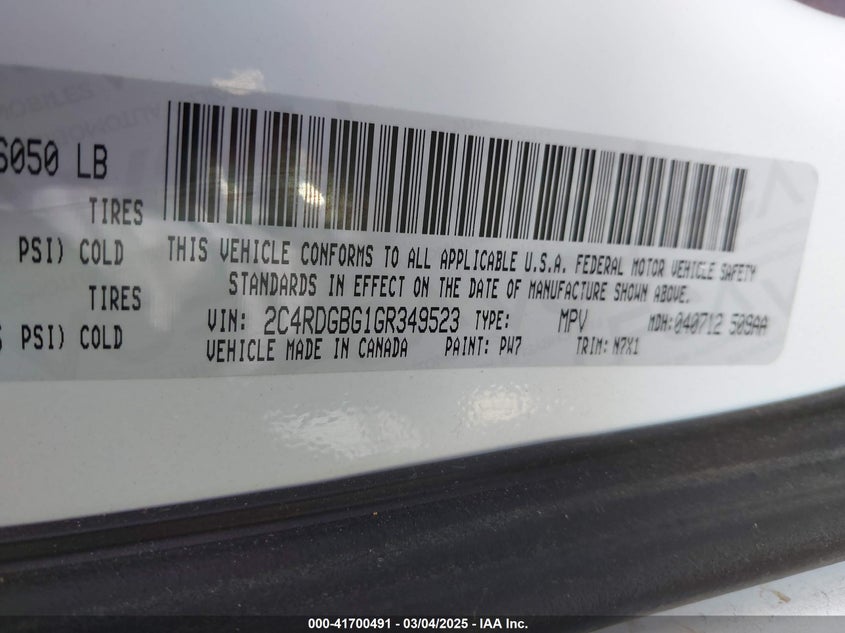 6050 LB
TIRES
PSI) COLD
TIRES
PSI) COLD
THIS VEHICLE CONFORMS TO ALL APPLICABLE U.S.A. FEDERAL MOTOR VEHICLE SAFETY
STANDARDS IN EFFECT ON THE DATE OF MANUFACTURE SHOWN ABOVE.
VIN: 2C4RDGBG1GR349523 TYPE: MPV MDH:040712 509AA
VEHICLE MADE IN CANADA PAINT: PW7 TRIM: N7X1
000-41700491 - 03/04/2025 - IAA Inc.